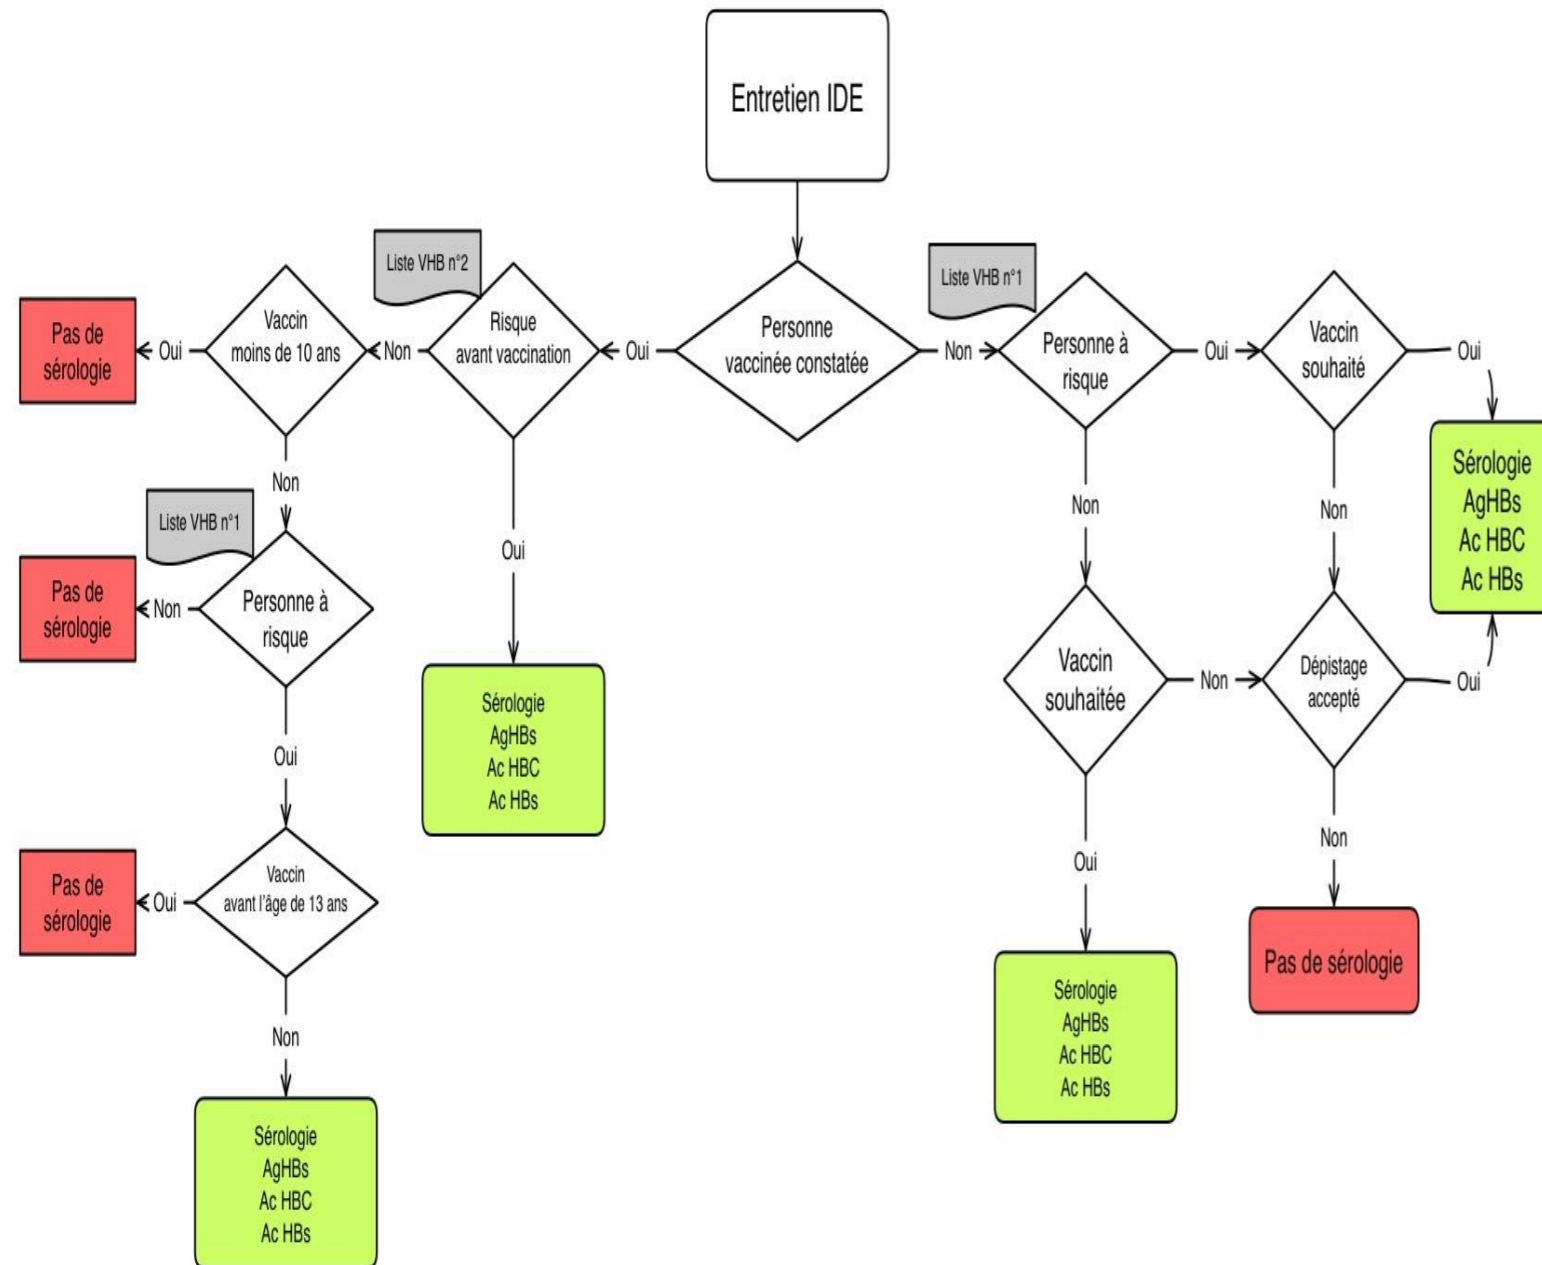 Entretien IDE
Liste VHB n°2
Liste VHB n°1
Vaccin
moins de 10 ans
Risque
avant vaccination
Personne
vaccinée constatée
Personne à
risque
Vaccin
souhaité
Pas de
sérologie
Oui
Non
Oui
Non
Oui
Oui
Non
Liste VHB n°1
Oui
Non
Non
Sérologie
AgHBs
Ac HBC
Ac HBs
Pas de
sérologie
Non
Personne à
risque
Sérologie
AgHBs
Ac HBC
Ac HBs
Vaccin
souhaitée
Non
Dépistage
accepté
Oui
Oui
Pas de
sérologie
Oui
Vaccin
avant l'âge de 13 ans
Oui
Non
Pas de sérologie
Non
Sérologie
AgHBs
Ac HBC
Ac HBs
Sérologie
AgHBs
Ac HBC
Ac HBs